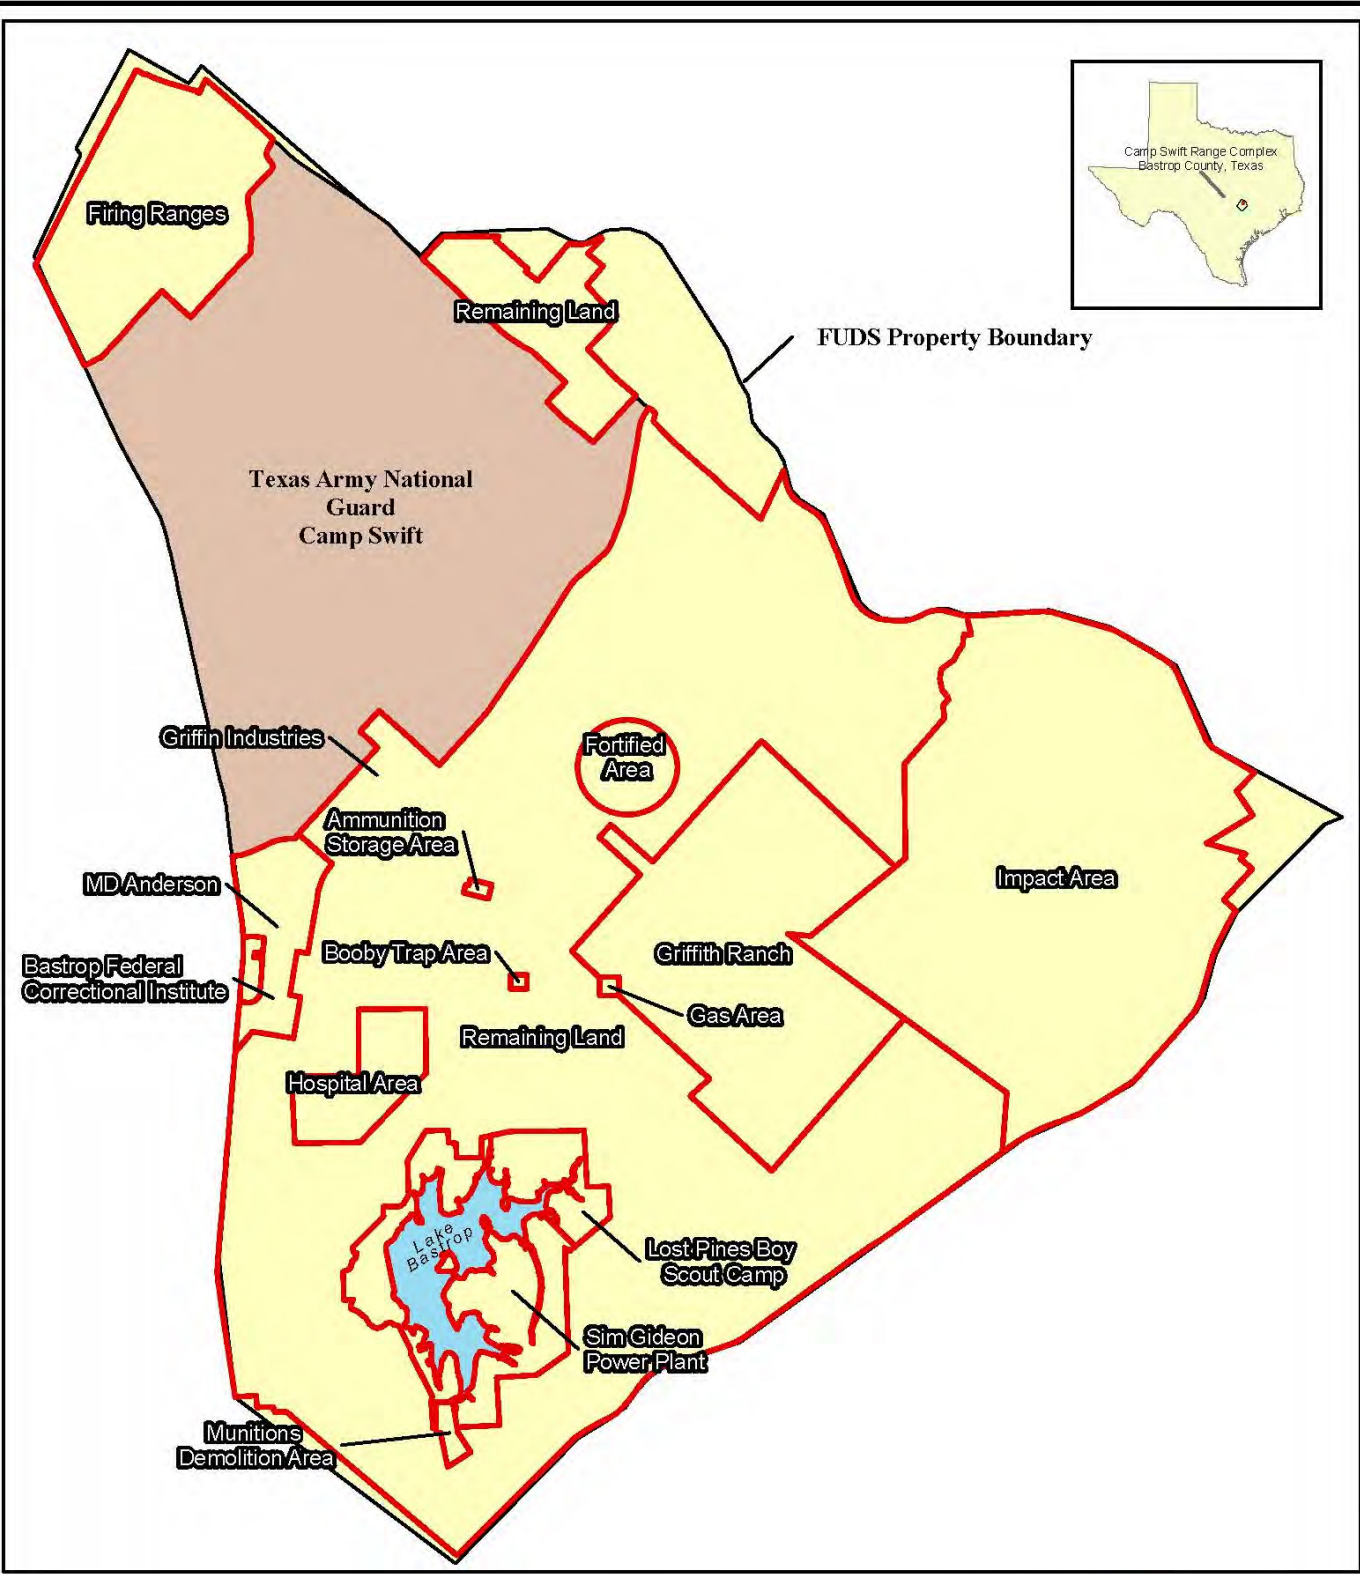 Camp Swift Range Complex
Bastrop County, Texas
Firing Ranges
Remaining Land
FUDS Property Boundary
Texas Army National
Guard
Camp Swift
Griffin Industries
Fortified
Area
Ammunition
Storage Area
MD Anderson
Impact Area
Booby Trap Area
Griffith Ranch
Bastrop Federal
Correctional Institute
Gas Area
Remaining Land
Hospital Area
Lake
Bastrop
Lost Pines Boy
Scout Camp
Sim Gideon
Power Plant
Munitions
Demolition Area